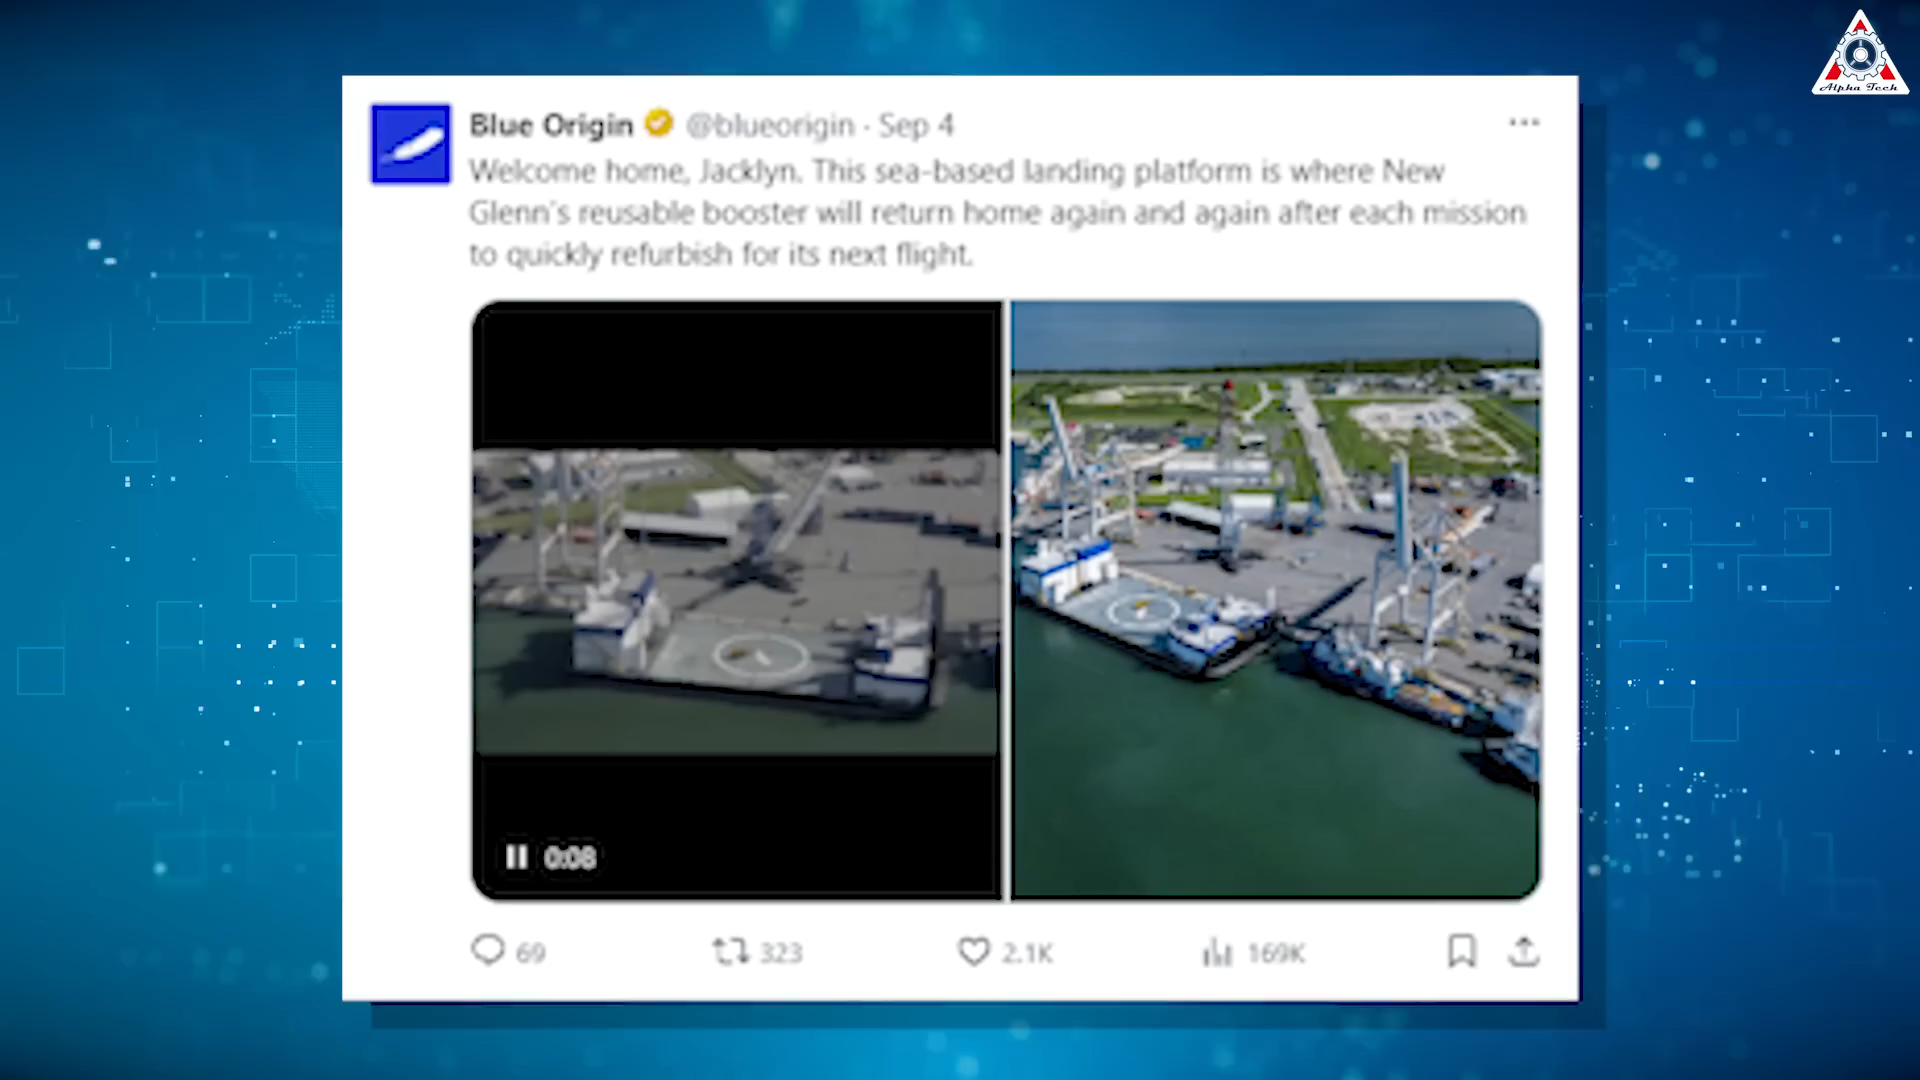 Alpha Tech
Blue Origin @blueorigin · Sep 4
Welcome home, Jacklyn. This sea-based landing platform is where New
Glenn's reusable booster will return home again and again after each mission
to quickly refurbish for its next flight.
0:08
69 323 2.1K 169K